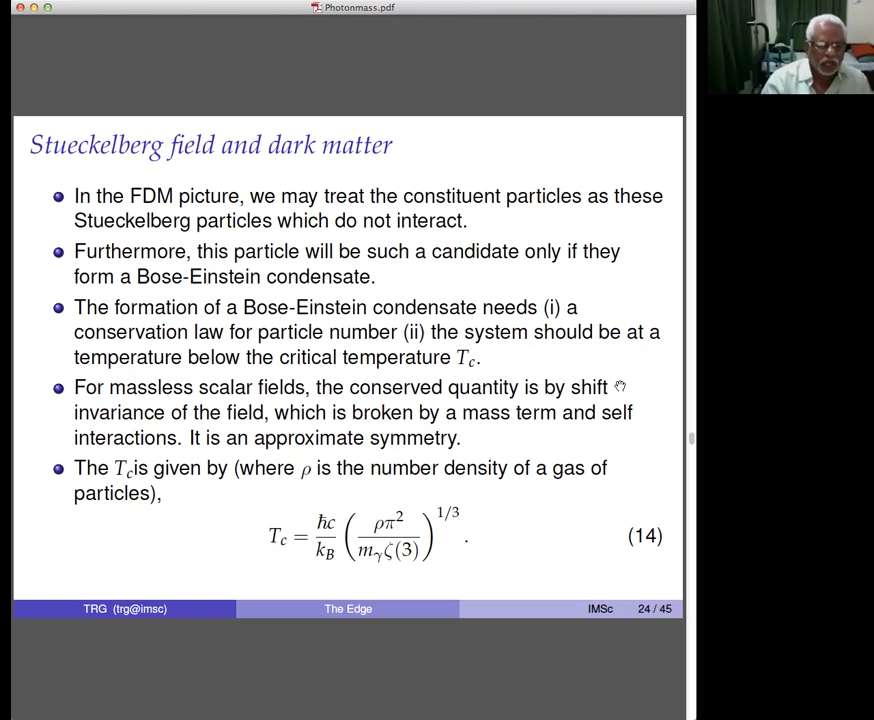 Photonmass.pdf
Stueckelberg field and dark matter
In the FDM picture, we may treat the constituent particles as these
Stueckelberg particles which do not interact.
Furthermore, this particle will be such a candidate only if they
form a Bose-Einstein condensate.
The formation of a Bose-Einstein condensate needs (i) a
conservation law for particle number (ii) the system should be at a
temperature below the critical temperature T_c.
For massless scalar fields, the conserved quantity is by shift
invariance of the field, which is broken by a mass term and self
interactions. It is an approximate symmetry.
The T_cis given by (where ρ is the number density of a gas of
particles),
T_c = ħc/k_B (ρπ²/m_γζ(3))^1/3. (14)
TRG (trg@imsc) The Edge IMSc 24 / 45